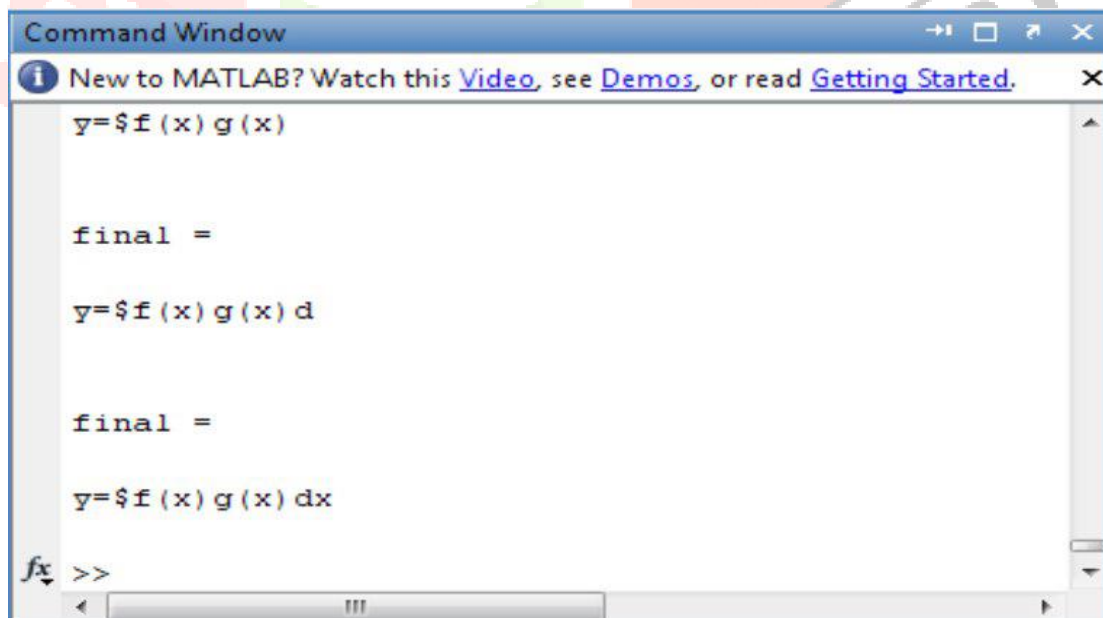 Command Window
New to MATLAB? Watch this Video, see Demos, or read Getting Started.
y=$f(x)g(x)
final =
y=$f(x)g(x)d
final =
y=$f(x)g(x)dx
fx >>